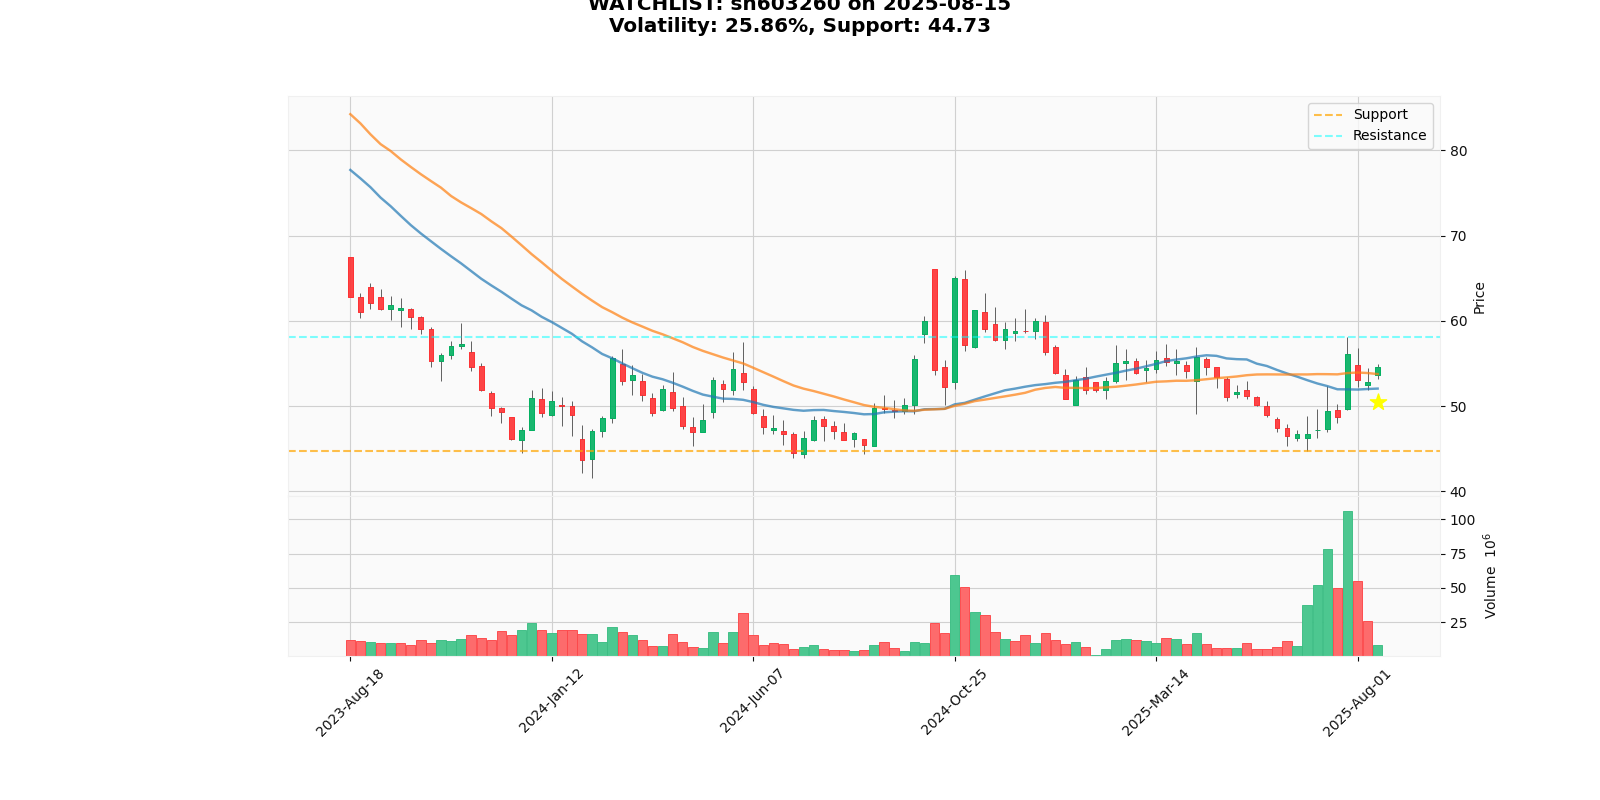 WATCHLIST: sh603260 on 2025-08-15
Volatility: 25.86%, Support: 44.73
Support
Resistance
80
70
60
50
40
Price
100
75
50
25
Volume 10⁶
2023-Aug-18
2024-Jan-12
2024-Jun-07
2024-Oct-25
2025-Mar-14
2025-Aug-01